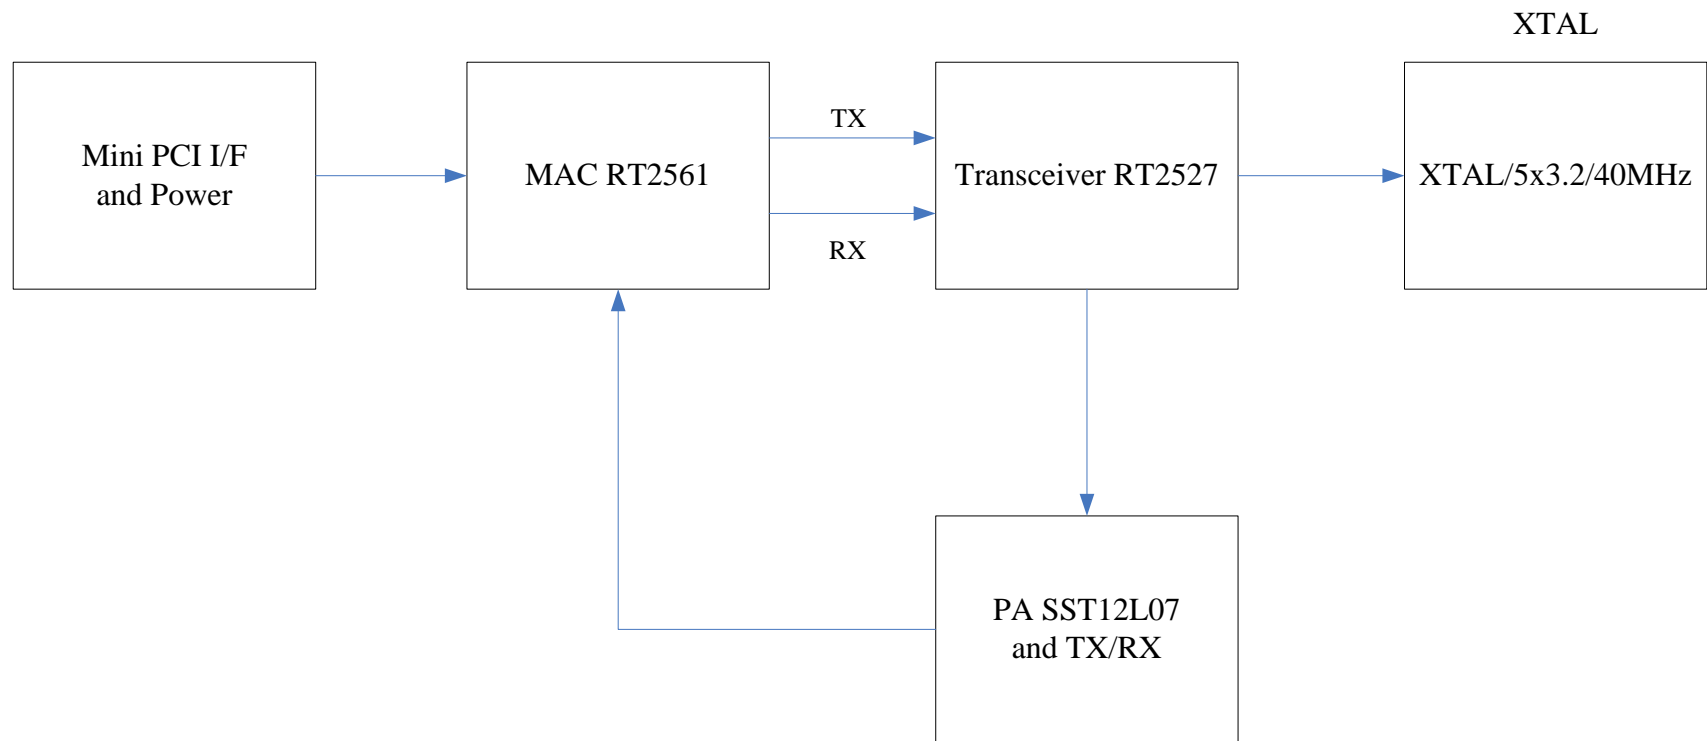 XTAL
Mini PCI I/F
and Power
MAC RT2561
TX
RX
Transceiver RT2527
XTAL/5x3.2/40MHz
PA SST12L07
and TX/RX